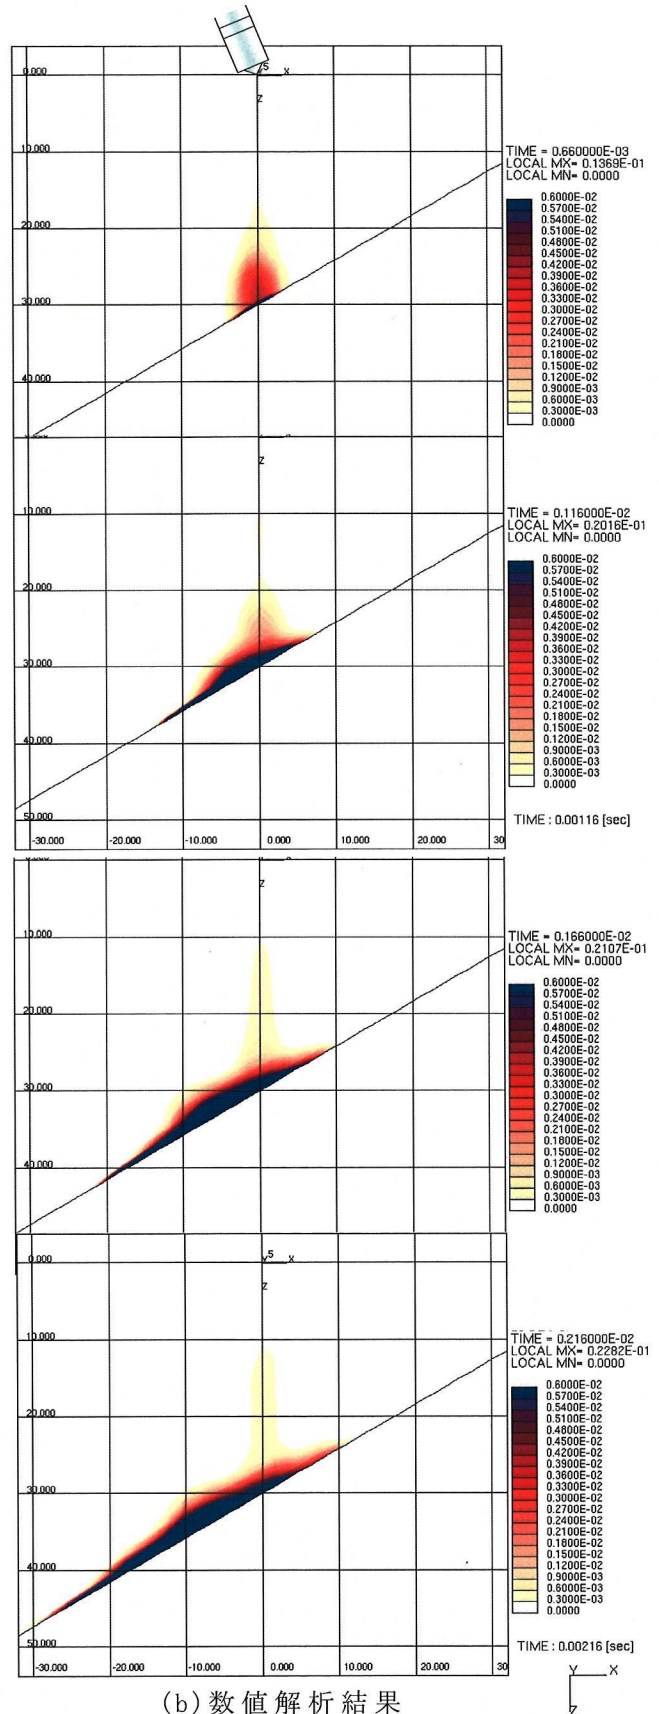 0.000
S
X
Z
10.000
TIME = 0.660000E-03
LOCAL MX= 0.1369E-01
LOCAL MN= 0.0000
20.000
30.000
40.000
0.6000E-02
0.5700E-02
0.5400E-02
0.5100E-02
0.4800E-02
0.4500E-02
0.4200E-02
0.3900E-02
0.3600E-02
0.3300E-02
0.3000E-02
0.2700E-02
0.2400E-02
0.2100E-02
0.1800E-02
0.1500E-02
0.1200E-02
0.9000E-03
0.6000E-03
0.3000E-03
0.0000
Z
10.000
TIME = 0.116000E-02
LOCAL MX= 0.2016E-01
LOCAL MN= 0.0000
20.000
30.000
40.000
50.000
0.6000E-02
0.5700E-02
0.5400E-02
0.5100E-02
0.4800E-02
0.4500E-02
0.4200E-02
0.3900E-02
0.3600E-02
0.3300E-02
0.3000E-02
0.2700E-02
0.2400E-02
0.2100E-02
0.1800E-02
0.1500E-02
0.1200E-02
0.9000E-03
0.6000E-03
0.3000E-03
0.0000
TIME : 0.00116 [sec]
-30.000 -20.000 -10.000 0.000 10.000 20.000 30
Z
10.000
TIME = 0.166000E-02
LOCAL MX= 0.2107E-01
LOCAL MN= 0.0000
20.000
30.000
40.000
0.6000E-02
0.5700E-02
0.5400E-02
0.5100E-02
0.4800E-02
0.4500E-02
0.4200E-02
0.3900E-02
0.3600E-02
0.3300E-02
0.3000E-02
0.2700E-02
0.2400E-02
0.2100E-02
0.1800E-02
0.1500E-02
0.1200E-02
0.9000E-03
0.6000E-03
0.3000E-03
0.0000
0.000
S
X
Z
10.000
TIME = 0.216000E-02
LOCAL MX= 0.2282E-01
LOCAL MN= 0.0000
20.000
30.000
40.000
50.000
0.6000E-02
0.5700E-02
0.5400E-02
0.5100E-02
0.4800E-02
0.4500E-02
0.4200E-02
0.3900E-02
0.3600E-02
0.3300E-02
0.3000E-02
0.2700E-02
0.2400E-02
0.2100E-02
0.1800E-02
0.1500E-02
0.1200E-02
0.9000E-03
0.6000E-03
0.3000E-03
0.0000
TIME : 0.00216 [sec]
-30.000 -20.000 -10.000 0.000 10.000 20.000 30
Y X
Z
(b)数値解析結果